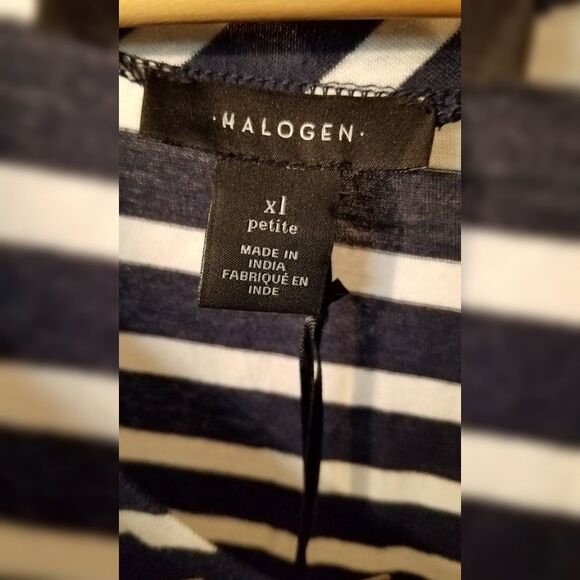 ·HALOGEN·
xl
petite
MADE IN
INDIA
FABRIQUÉ EN
INDE